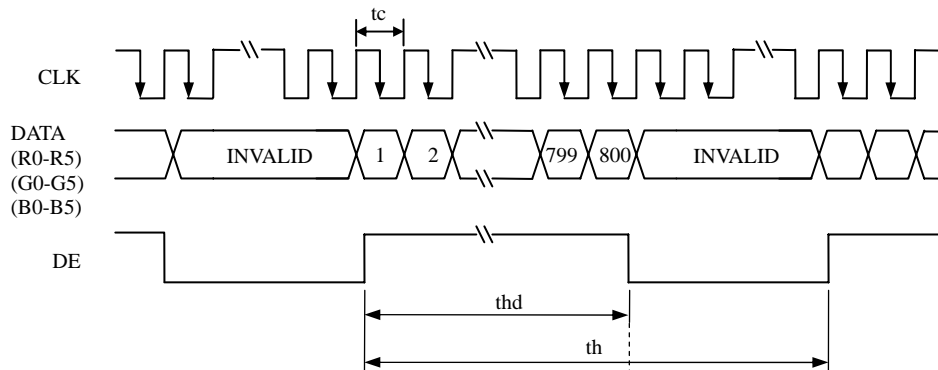 tc
CLK
DATA
(R0-R5)
(G0-G5)
(B0-B5)
INVALID
1
2
799
800
INVALID
DE
thd
th